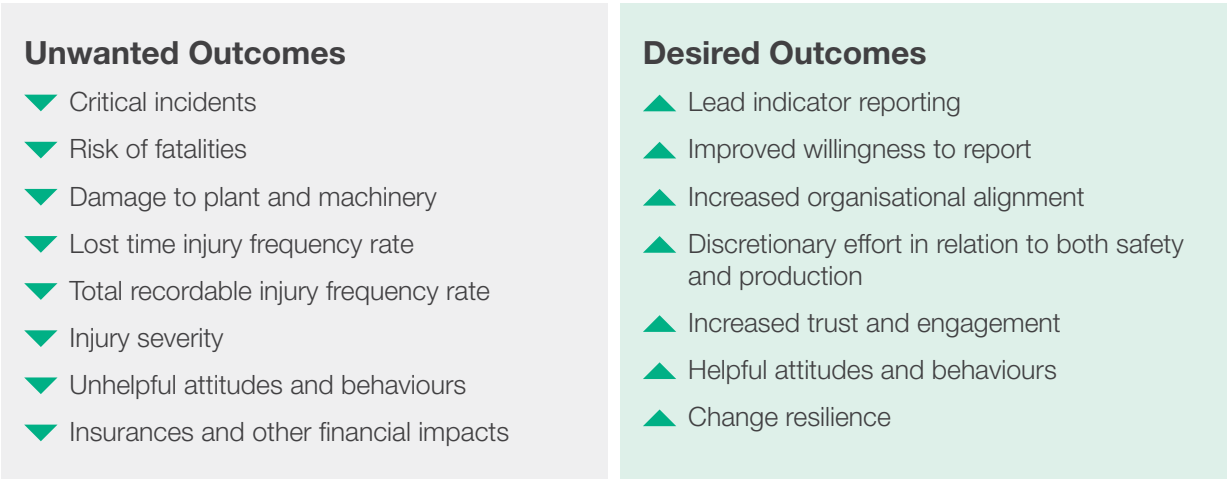 Unwanted Outcomes
Critical incidents
Risk of fatalities
Damage to plant and machinery
Lost time injury frequency rate
Total recordable injury frequency rate
Injury severity
Unhelpful attitudes and behaviours
Insurances and other financial impacts
Desired Outcomes
Lead indicator reporting
Improved willingness to report
Increased organisational alignment
Discretionary effort in relation to both safety
and production
Increased trust and engagement
Helpful attitudes and behaviours
Change resilience